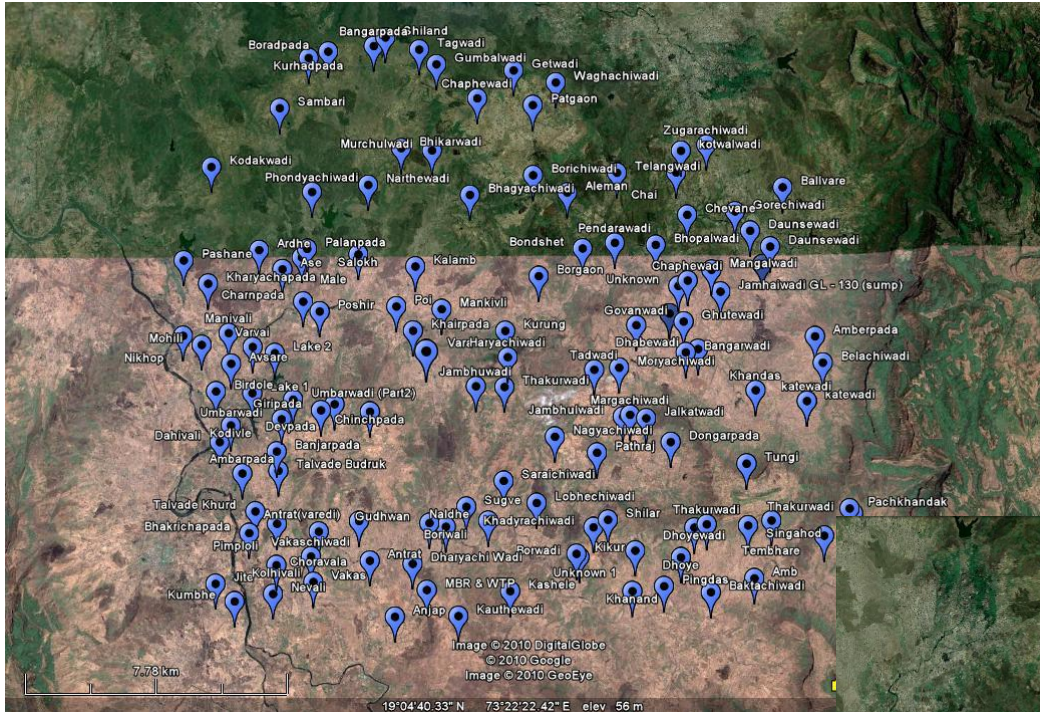 Bangarpada Shiland
Boradpada Tagwadi
Kurhadpada Gumbalwadi Getwadi
Chaphewadi Waghachiwadi
Sambari Patgaon
Zugarachiwadi
Murchulwadi Bhikarwadi kotwalwadi
Kodakwadi Borichiwadi Telangwadi
Phondyachiwadi Narthewadi Bhagyachiwadi Aleman Chai Ballvare
Chevane Gorechiwadi
Pendarawadi Daunsewadi
Ardhe Palanpada Bondshet Bhopalwadi Daunsewadi
Pashane Ase Salokh Kalamb Borgaon Chaphewadi Mangalwadi
Kharyachapada Male Unknown Jamhaiwadi GL - 130 (sump)
Charnpada Poshir Poi Mankivli
Govanwadi Ghutewadi
Manivali Khairpada Kurung Amberpada
Mohili Varval Haryachiwadi Dhabewadi Bangarwadi
Nikhop Avsare Lake 2 Tadwadi Moryachiwadi Belachiwadi
Jambhuwadi Thakurwadi
Birdole Lake 1 Umbarwadi (Part2) Margachiwadi Khandas katewadi
Giripada katewadi
Umbarwadi Chinchpada Jambhulwadi Jalkatwadi
Kodivle Devpada
Dahivali Banjarpada Nagyachiwadi Pathraj Dongarpada
Ambarpada Talvade Budruk Tungi
Saraichiwadi
Talvade Khurd Sugve Lobhechiwadi Pachkhandak
Antrat(varedi) Gudhwan Naldhe Khadyrachiwadi Shilar Thakurwadi Thakurwadi
Bhakrichapada Boriwali Singahod
Pimploli Vakaschiwadi Dharyachi Wadi Porwadi Kikur Dhoyewadi Tembhare
Choravala Antrat Unknown 1 Dhoye
Kolhivali Vakas Amb
Jite Nevali MBR & WTP Kashele Pingdas Baktachiwadi
Kumbhe Khanand
Anjap Kauthewadi
Image © 2010 DigitalGlobe
© 2010 Google
7.78 km Image © 2010 GeoEye
19°04'40.33" N 73°22'22.42" E elev 56 m